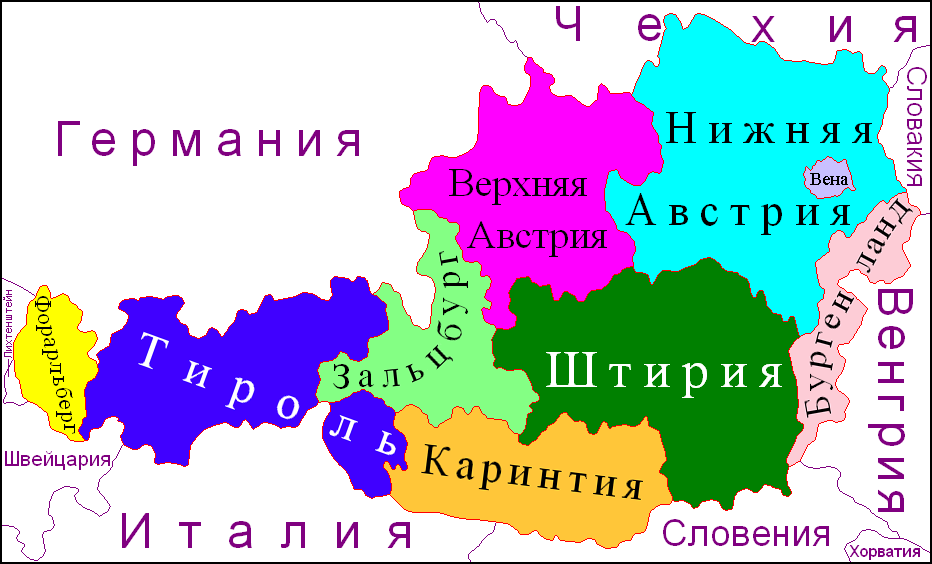 Чехия
Германия
Словакия
Нижняя
Австрия
Вена
Верхняя
Австрия
Бургенланд
Зальцбург
Венгрия
Лихтенштейн
Форарльберг
Тироль
Штирия
Каринтия
Швейцария
Италия
Словения
Хорватия